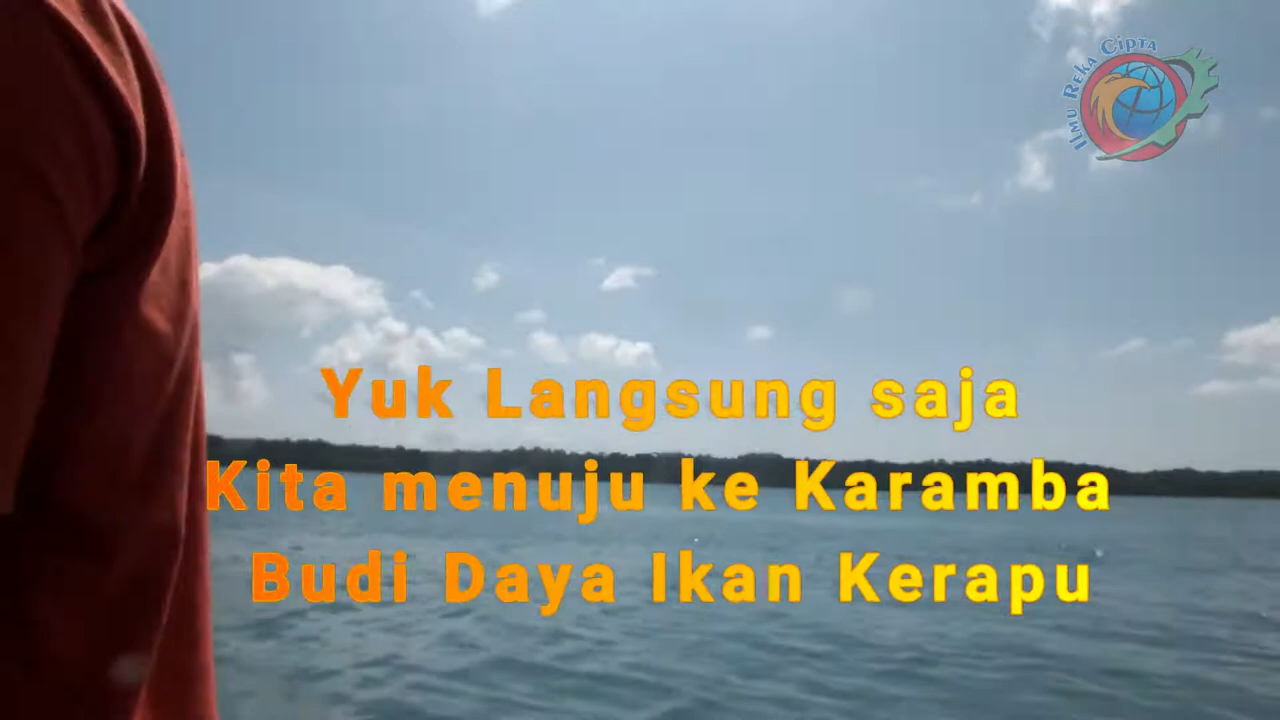 Ilmu Reka Cipta
Yuk Langsung saja
Kita menuju ke Karamba
Budi Daya Ikan Kerapu